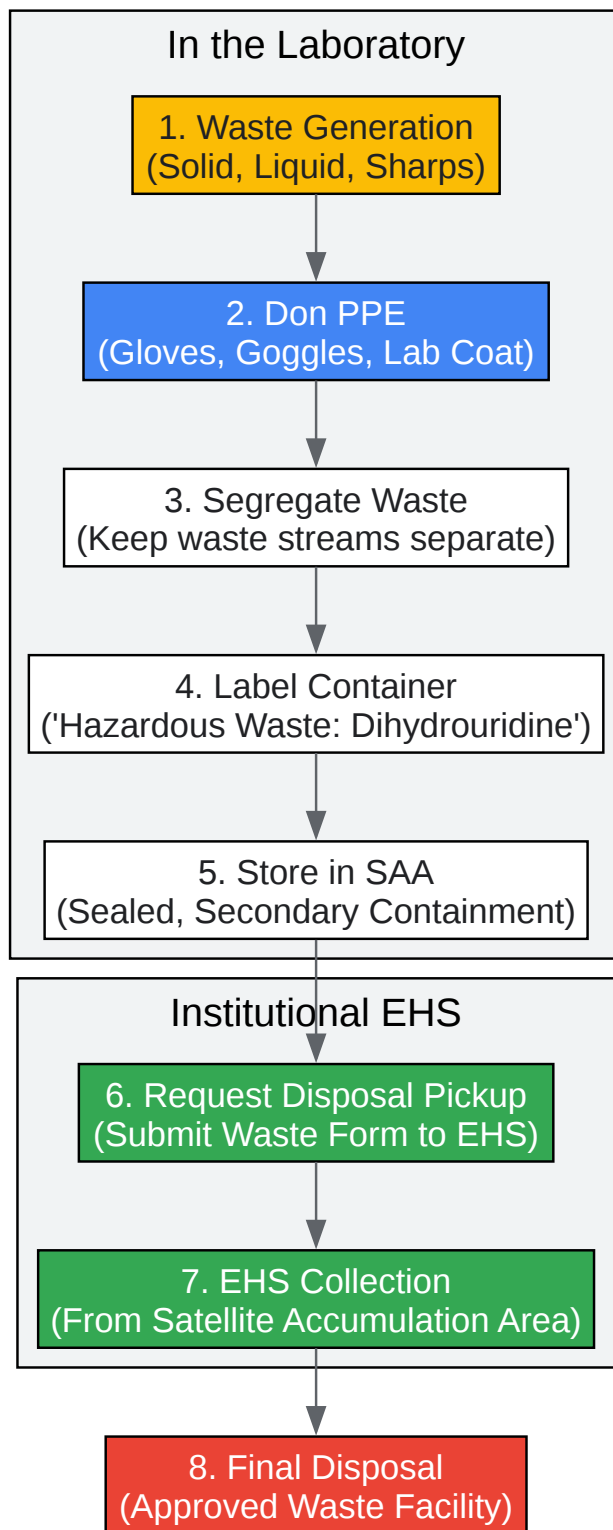 In the Laboratory
1. Waste Generation
(Solid, Liquid, Sharps)
2. Don PPE
(Gloves, Goggles, Lab Coat)
3. Segregate Waste
(Keep waste streams separate)
4. Label Container
('Hazardous Waste: Dihydrouridine')
5. Store in SAA
(Sealed, Secondary Containment)
Institutional EHS
6. Request Disposal Pickup
(Submit Waste Form to EHS)
7. EHS Collection
(From Satellite Accumulation Area)
8. Final Disposal
(Approved Waste Facility)